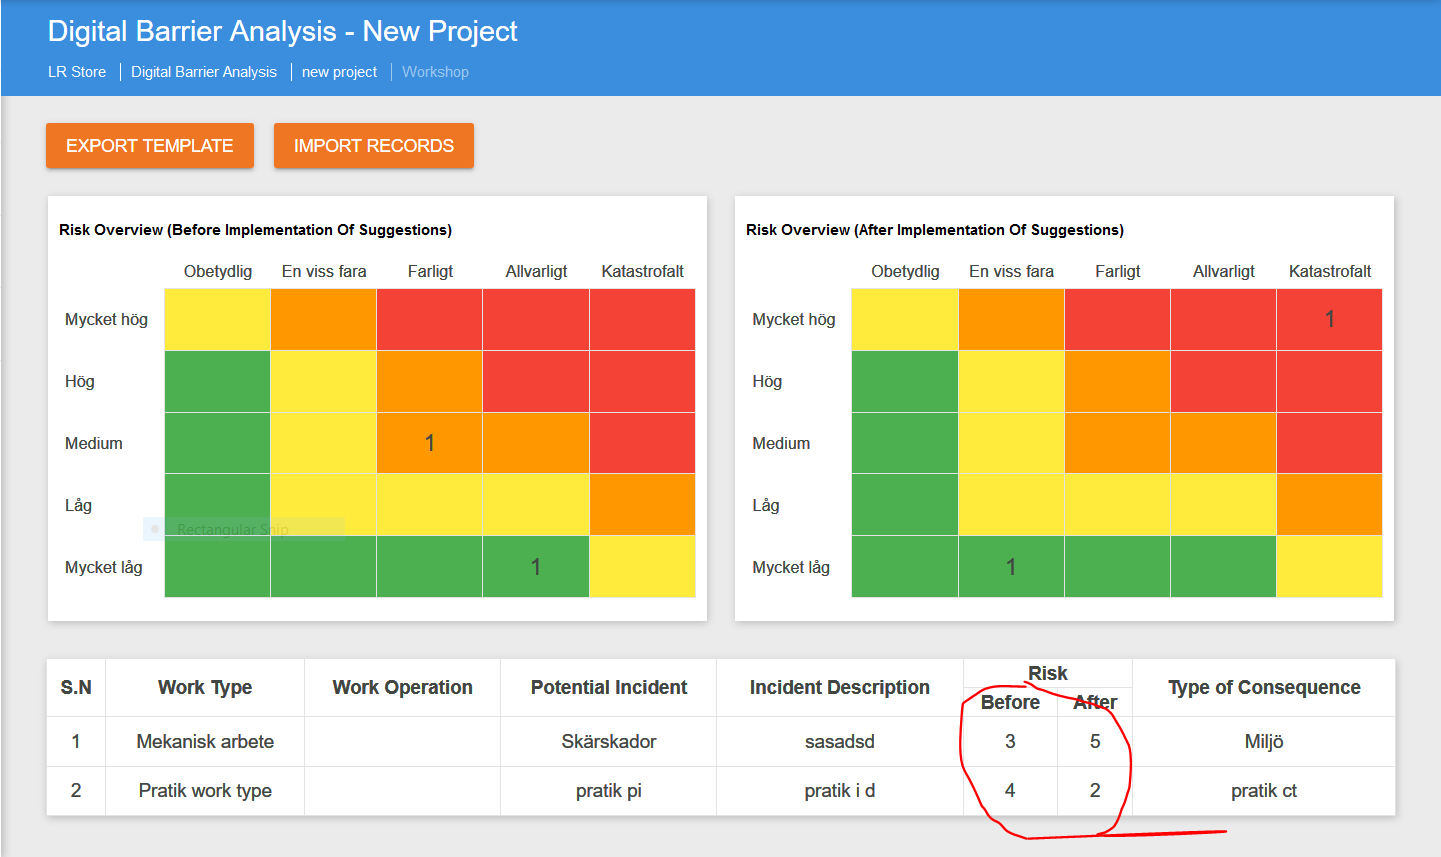 Digital Barrier Analysis - New Project
LR Store Digital Barrier Analysis new project Workshop
EXPORT TEMPLATE IMPORT RECORDS
Risk Overview (Before Implementation Of Suggestions)
Obetydlig En viss fara Farligt Allvarligt Katastrofalt
Mycket hög
Hög
Medium 1
Låg
Rectangular Snip
Mycket låg 1
Risk Overview (After Implementation Of Suggestions)
Obetydlig En viss fara Farligt Allvarligt Katastrofalt
Mycket hög 1
Hög
Medium
Låg
Mycket låg 1
S.N Work Type Work Operation Potential Incident Incident Description Risk Type of Consequence
Before After
1 Mekanisk arbete Skärskador sasadsd 3 5 Miljö
2 Pratik work type pratik pi pratik i d 4 2 pratik ct